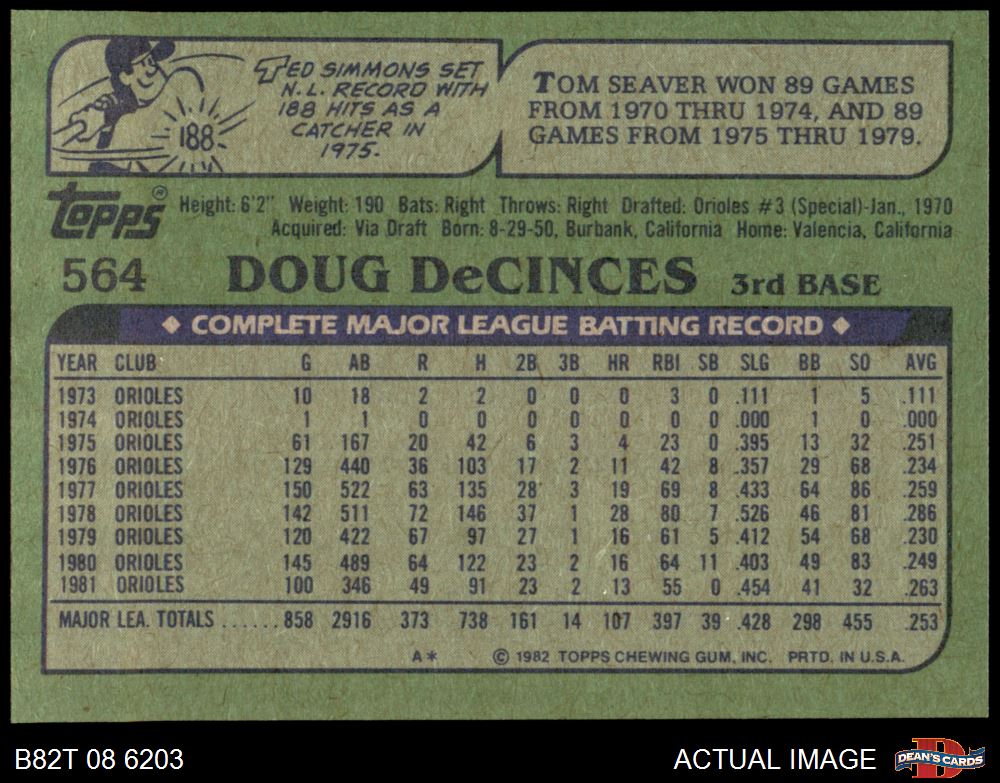 TED SIMMONS SET
N.L. RECORD WITH
188 HITS AS A
CATCHER IN
1975.
188
TOM SEAVER WON 89 GAMES
FROM 1970 THRU 1974, AND 89
GAMES FROM 1975 THRU 1979.
Topps®
Height: 6'2" Weight: 190 Bats: Right Throws: Right Drafted: Orioles #3 (Special)-Jan., 1970
Acquired: Via Draft Born: 8-29-50, Burbank, California Home: Valencia, California
564 DOUG DeCINCES 3rd BASE
◆ COMPLETE MAJOR LEAGUE BATTING RECORD ◆
YEAR CLUB G AB R H 2B 3B HR RBI SB SLG BB SO AVG
1973 ORIOLES 10 18 2 2 0 0 0 3 0 .111 1 5 .111
1974 ORIOLES 1 1 0 0 0 0 0 0 0 .000 1 0 .000
1975 ORIOLES 61 167 20 42 6 3 4 23 0 .395 13 32 .251
1976 ORIOLES 129 440 36 103 17 2 11 42 8 .357 29 68 .234
1977 ORIOLES 150 522 63 135 28 3 19 69 8 .433 64 86 .259
1978 ORIOLES 142 511 72 146 37 1 28 80 7 .526 46 81 .286
1979 ORIOLES 120 422 67 97 27 1 16 61 5 .412 54 68 .230
1980 ORIOLES 145 489 64 122 23 2 16 64 11 .403 49 83 .249
1981 ORIOLES 100 346 49 91 23 2 13 55 0 .454 41 32 .263
MAJOR LEA. TOTALS ...... 858 2916 373 738 161 14 107 397 39 .428 298 455 .253
A* © 1982 TOPPS CHEWING GUM, INC. PRTD. IN U.S.A.
B82T 08 6203 ACTUAL IMAGE D DEAN'S CARDS